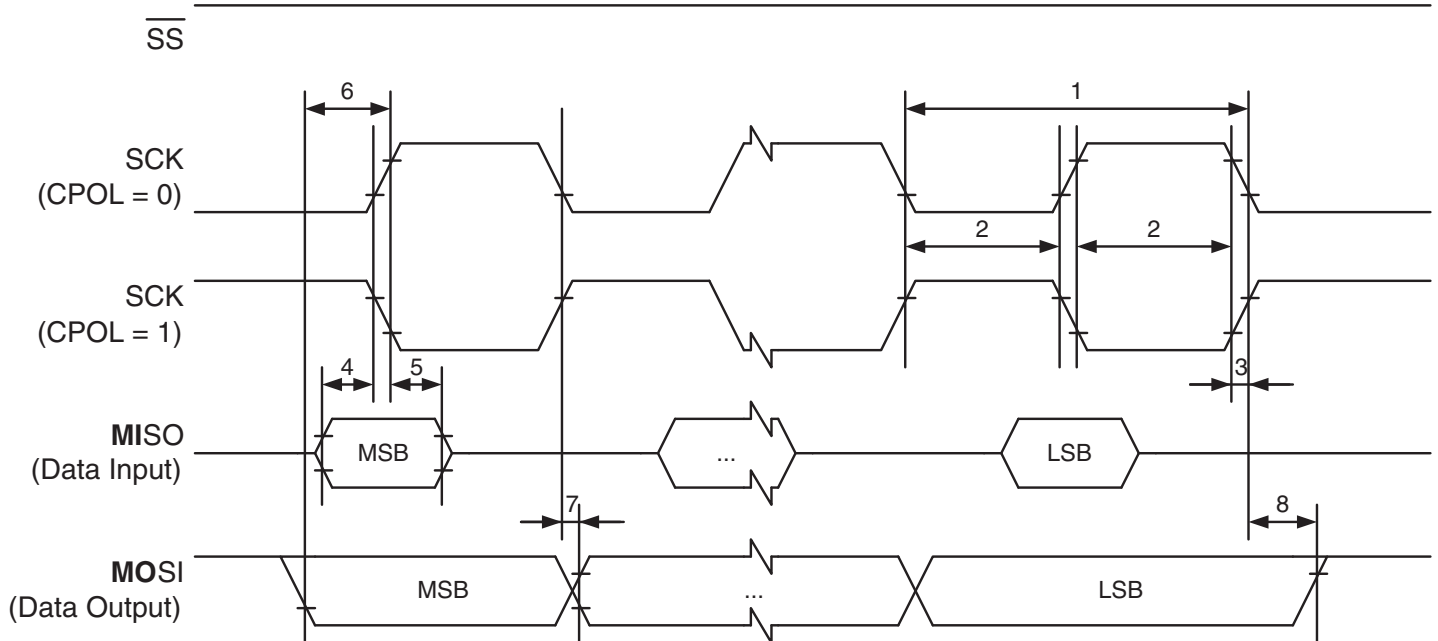 SS
6
1
SCK
(CPOL = 0)
2
2
SCK
(CPOL = 1)
4
5
3
MISO
(Data Input)
MSB
...
LSB
7
8
MOSI
(Data Output)
MSB
...
LSB